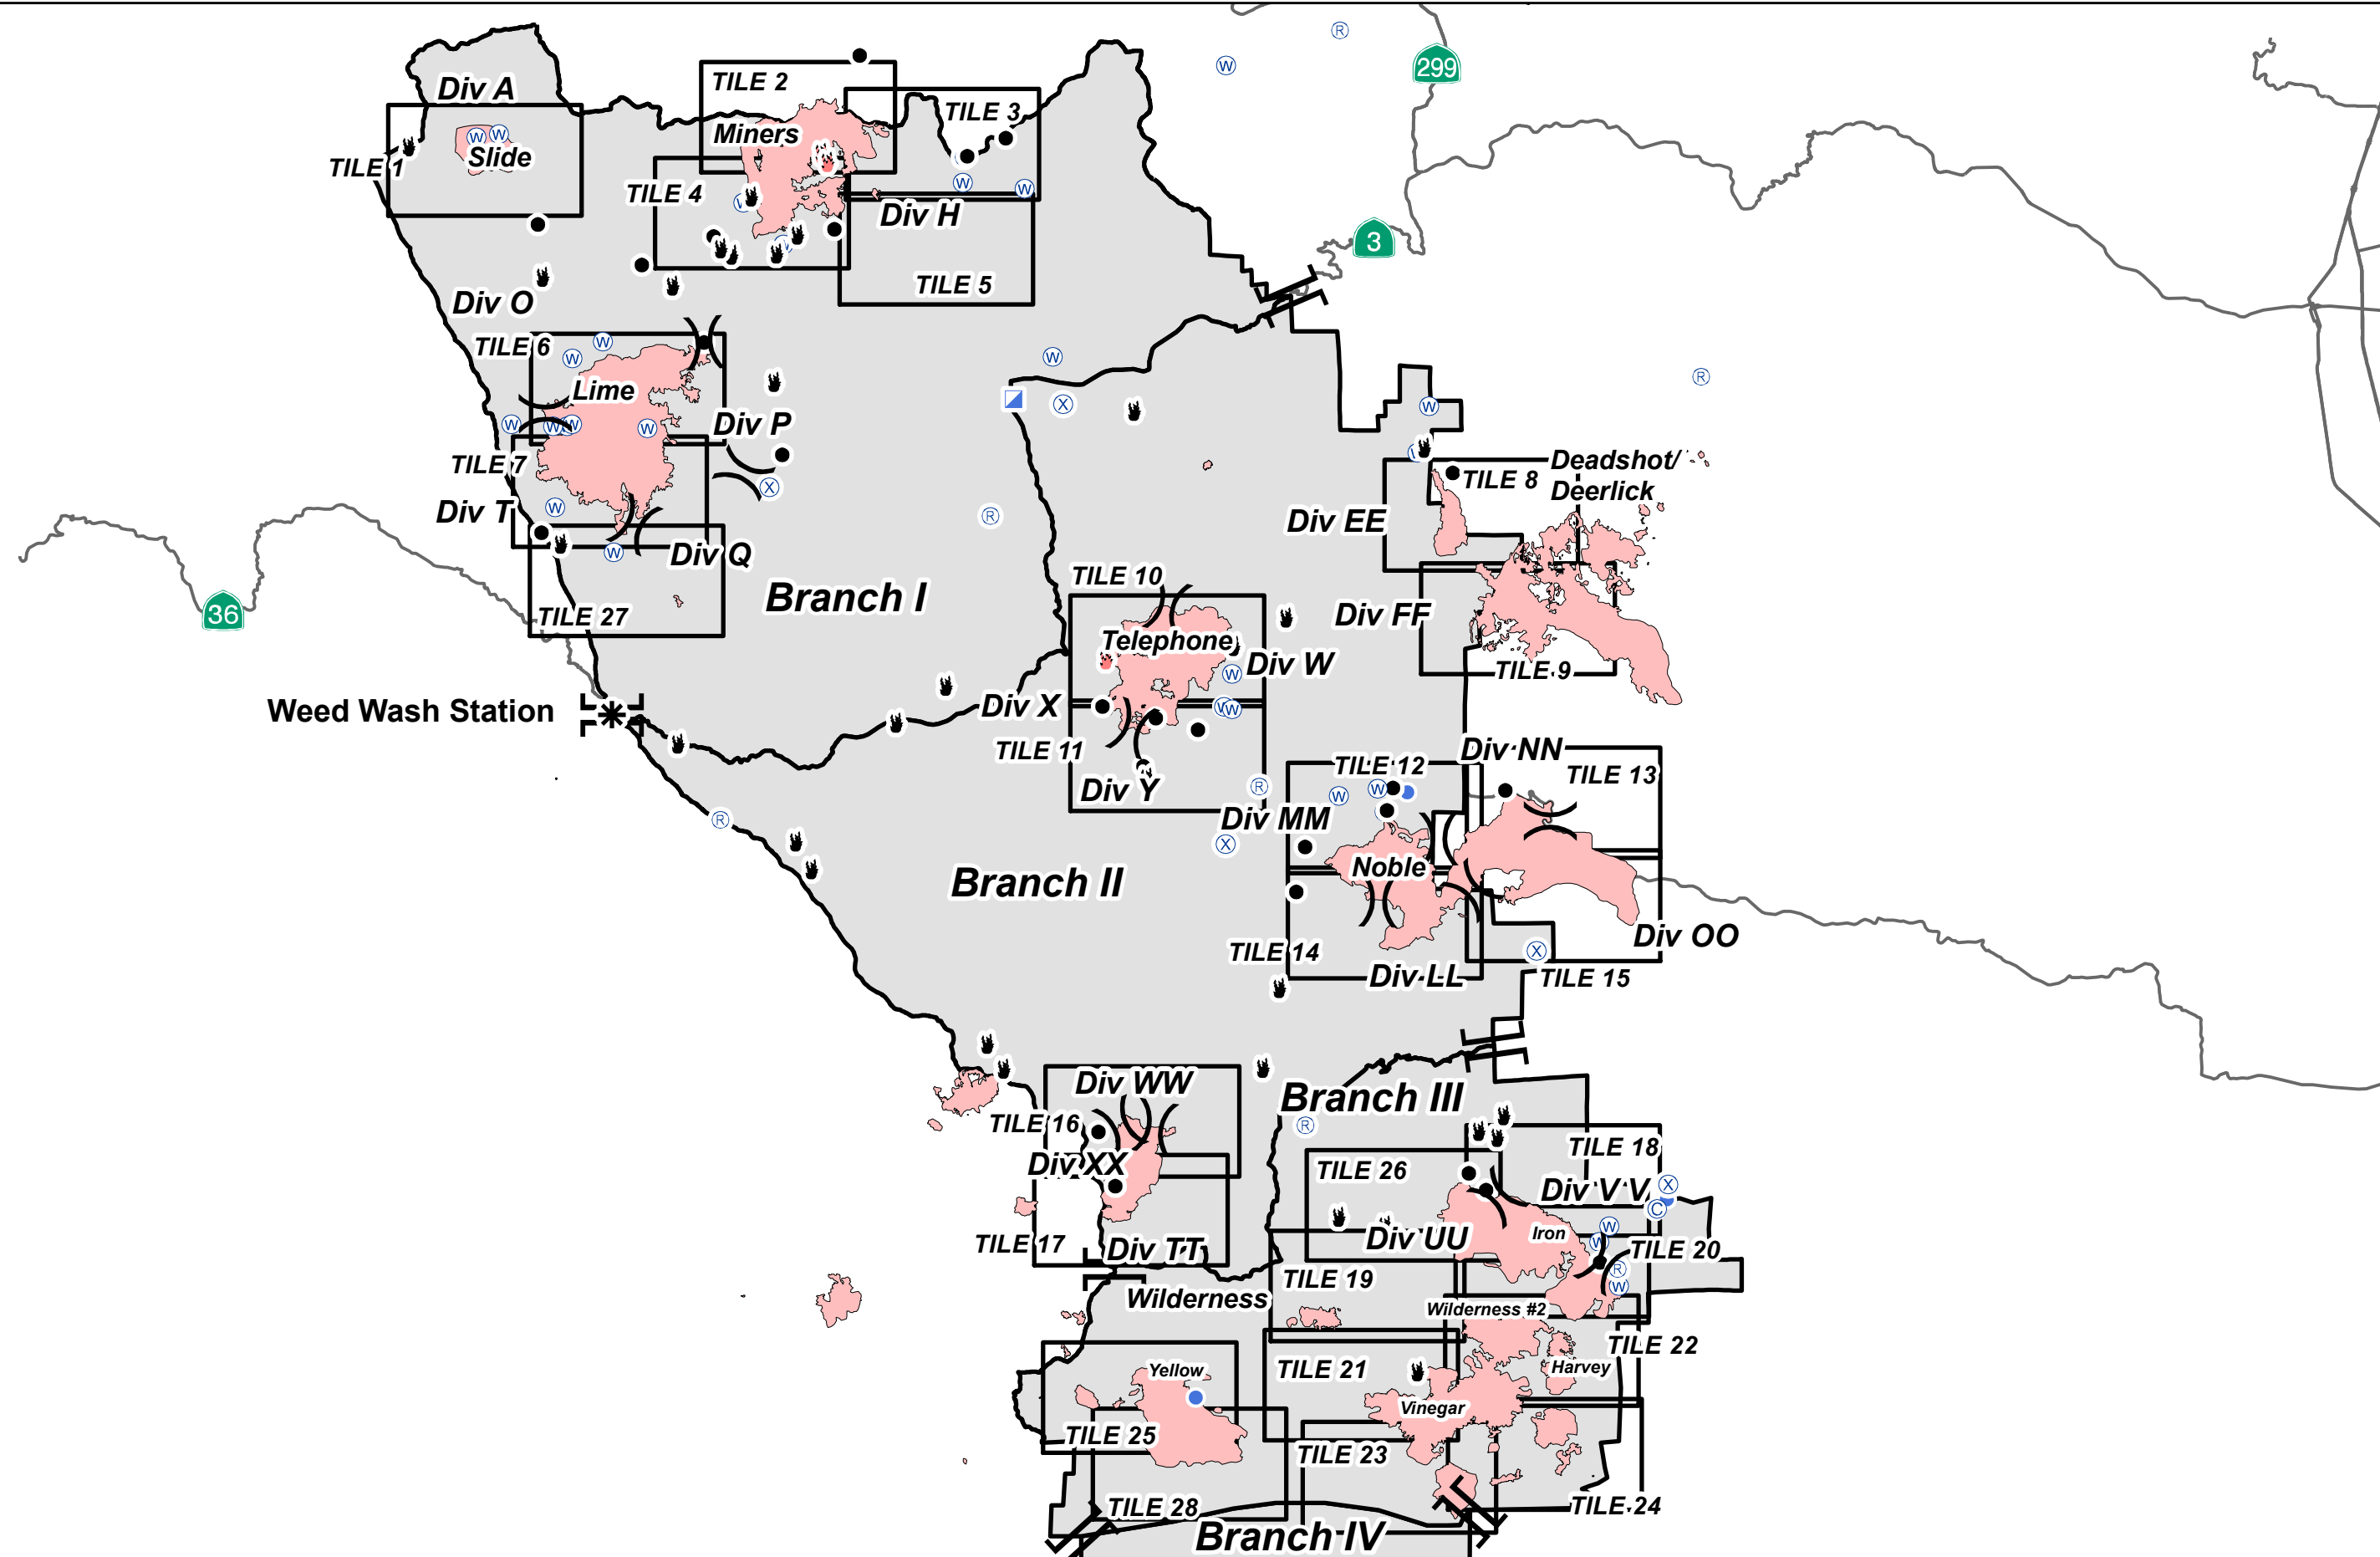 299
Div A
TILE 2
TILE 3
Miners
Slide
TILE 1
TILE 4
Div H
3
TILE 5
Div O
TILE 6
Lime
Div P
Deadshot/
Deerlick
TILE 8
TILE 7
Div T
Div EE
Div Q
TILE 10
Branch I
36
TILE 27
Div FF
Telephone
Div W
TILE 9
Div X
Weed Wash Station
TILE 11
Div NN
TILE 12
TILE 13
Div Y
Div MM
Noble
Branch II
Div OO
TILE 14
Div LL
TILE 15
Div WW
Branch III
TILE 16
TILE 18
Div XX
TILE 26
Div V V
Div UU
Iron
TILE 17
Div TT
TILE 20
TILE 19
Wilderness
Wilderness #2
TILE 22
Yellow
TILE 21
Harvey
Vinegar
TILE 25
TILE 23
TILE 28
TILE 24
Branch IV
W
R
X
C